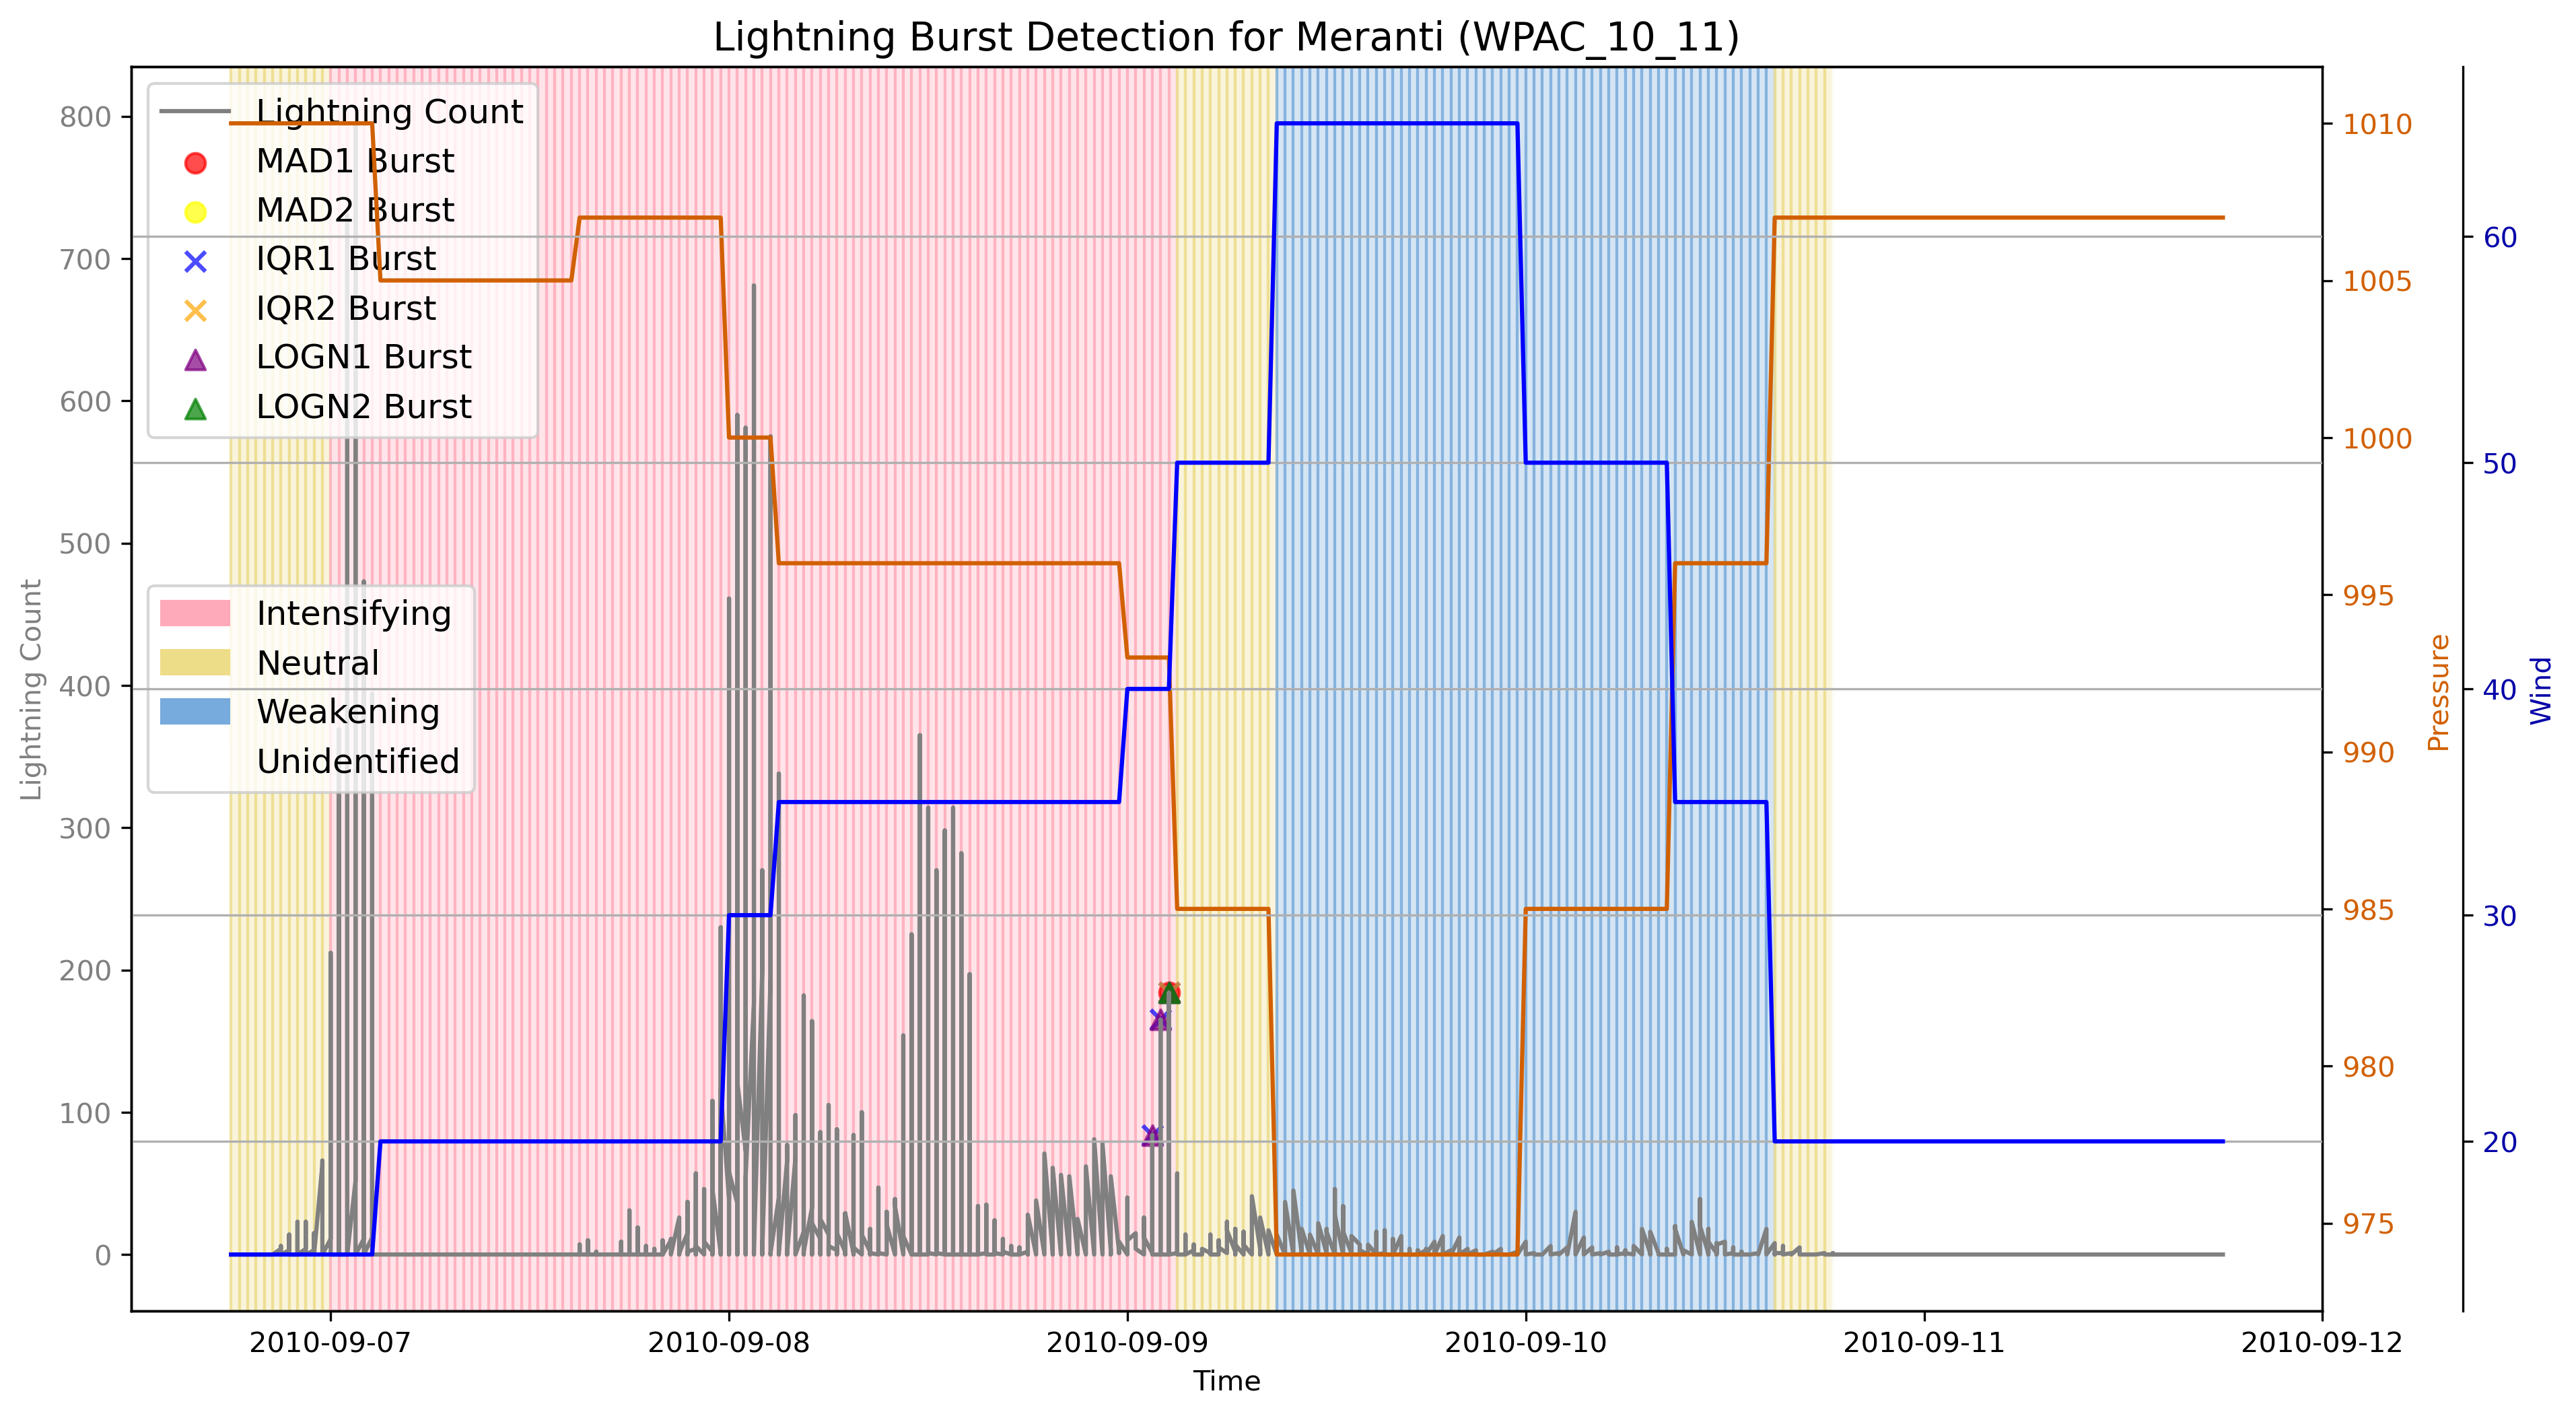 Lightning Burst Detection for Meranti (WPAC_10_11)
Lightning Count
MAD1 Burst
MAD2 Burst
IQR1 Burst
IQR2 Burst
LOGN1 Burst
LOGN2 Burst
Intensifying
Neutral
Weakening
Unidentified
800
700
600
500
400
300
200
100
0
Lightning Count
1010
1005
1000
995
990
985
980
975
Pressure
60
50
40
30
20
Wind
2010-09-07
2010-09-08
2010-09-09
2010-09-10
2010-09-11
2010-09-12
Time